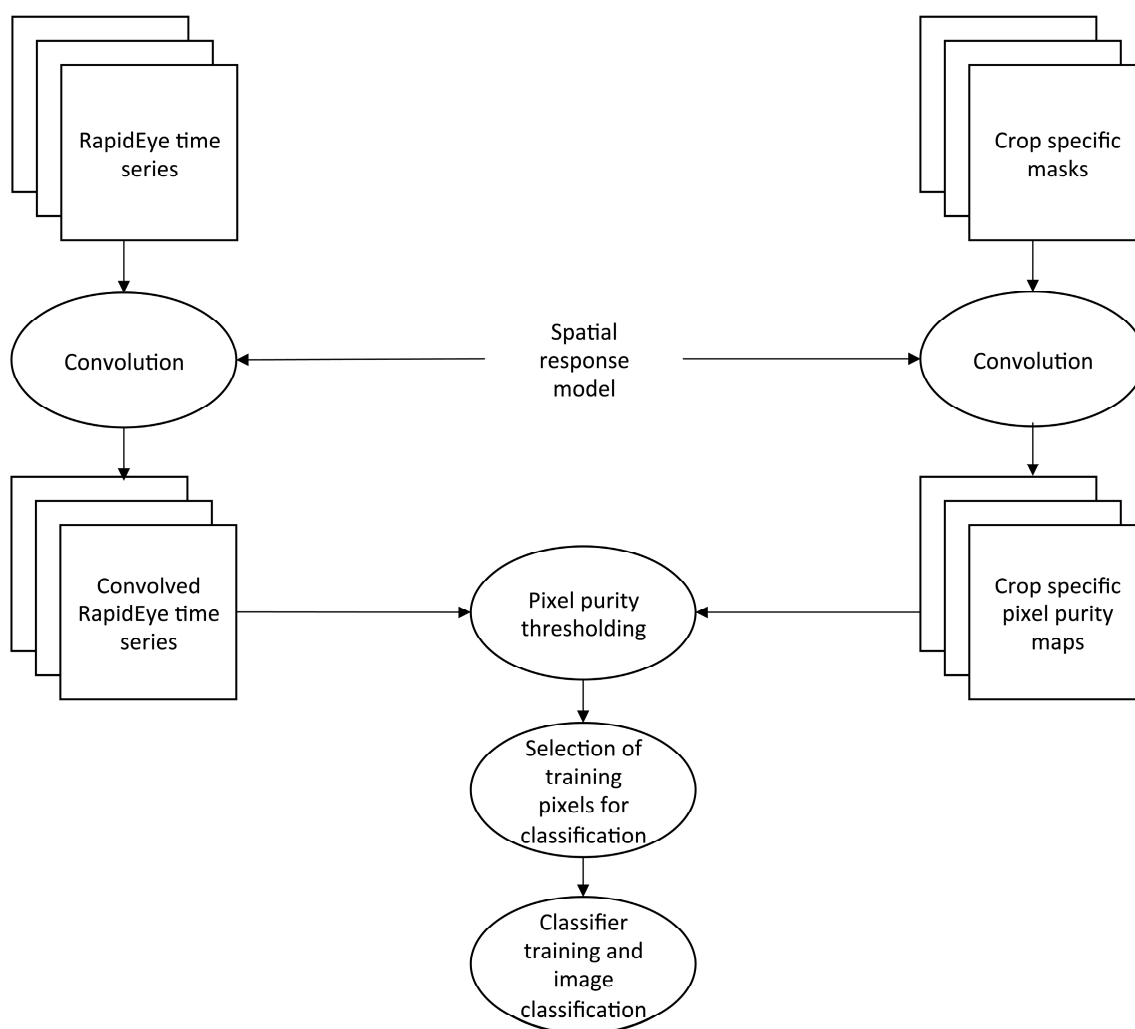 RapidEye time
series
Crop specific
masks
Convolution
Spatial
response
model
Convolution
Convolved
RapidEye time
series
Pixel purity
thresholding
Crop specific
pixel purity
maps
Selection of
training
pixels for
classification
Classifier
training and
image
classification